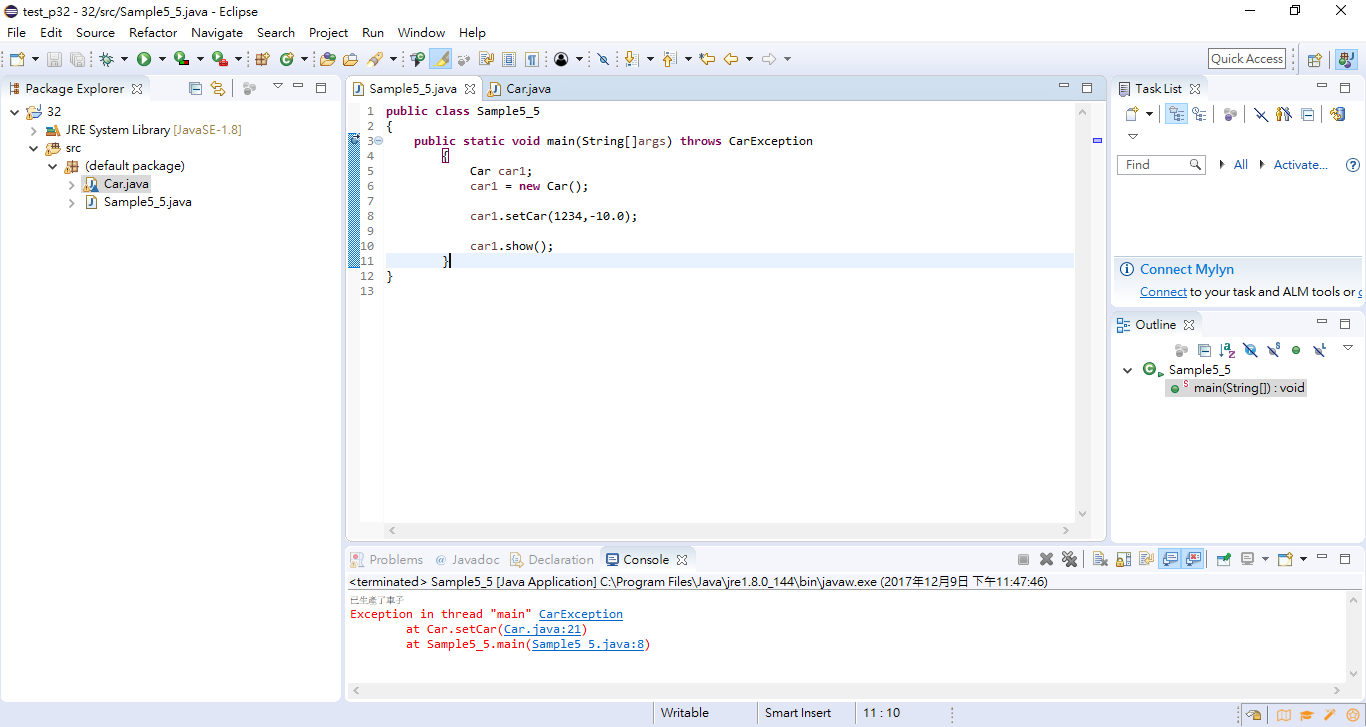 test_p32 - 32/src/Sample5_5.java - Eclipse
File Edit Source Refactor Navigate Search Project Run Window Help
Quick Access
Package Explorer
32
JRE System Library [JavaSE-1.8]
src
(default package)
Car.java
Sample5_5.java
Sample5_5.java
Car.java
1 public class Sample5_5
2 {
3 public static void main(String[]args) throws CarException
4 {
5 Car car1;
6 car1 = new Car();
7
8 car1.setCar(1234,-10.0);
9
10 car1.show();
11 }
12 }
13
Task List
Find
All
Activate...
Connect Mylyn
Connect to your task and ALM tools or
Outline
Sample5_5
main(String[]) : void
Problems @ Javadoc Declaration Console
<terminated> Sample5_5 [Java Application] C:\Program Files\Java\jre1.8.0_144\bin\javaw.exe (2017年12月9日 下午11:47:46)
已生產了車子
Exception in thread "main" CarException
at Car.setCar(Car.java:21)
at Sample5_5.main(Sample5_5.java:8)
Writable
Smart Insert
11 : 10